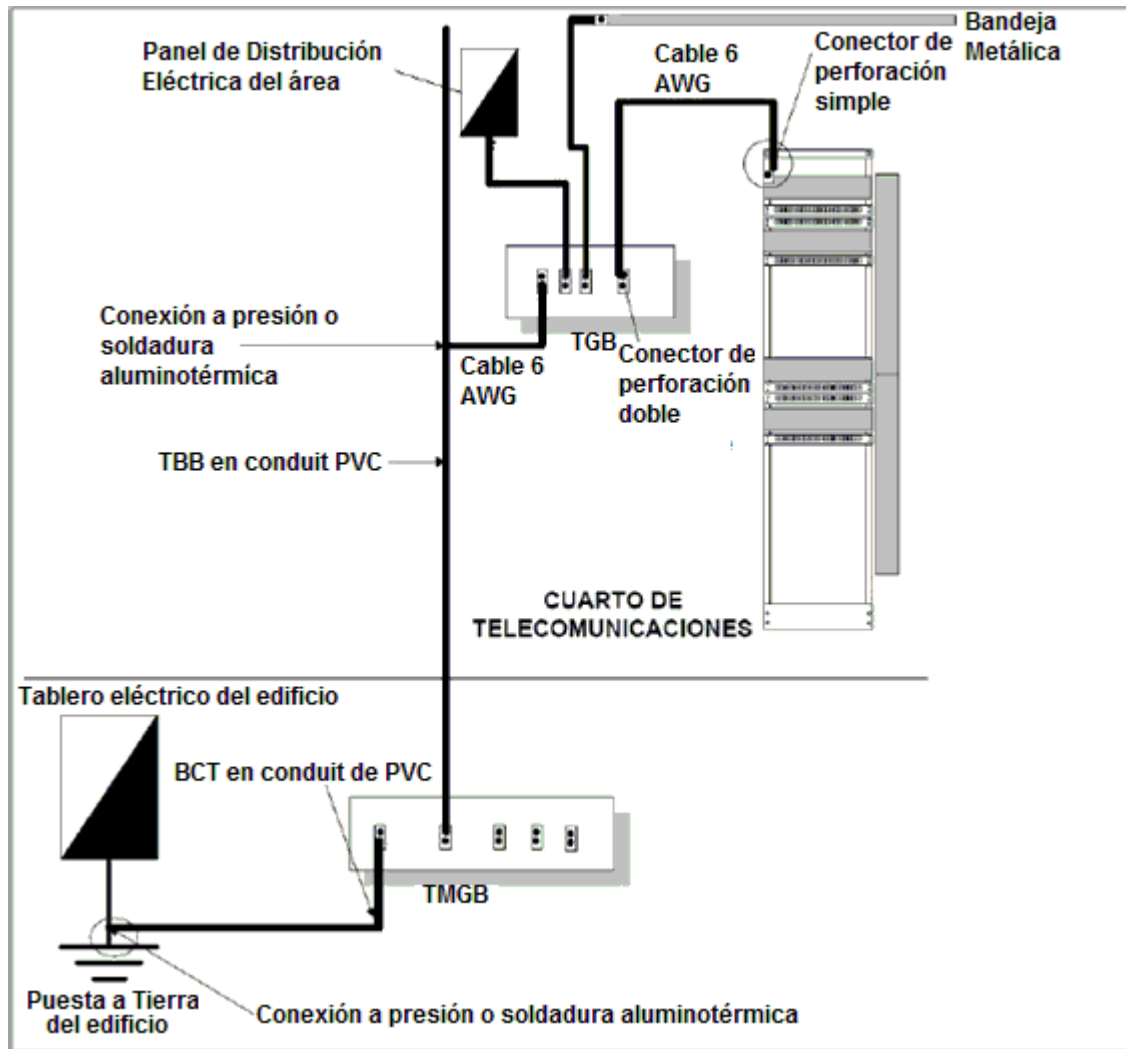 Panel de Distribución
Eléctrica del área
Cable 6
AWG
Conector de
perforación
simple
Bandeja
Metálica
Conexión a presión o
soldadura
aluminotérmica
Cable 6
AWG
TGB
Conector de
perforación
doble
TBB en conduit PVC
CUARTO DE
TELECOMUNICACIONES
Tablero eléctrico del edificio
BCT en conduit de PVC
TMGB
Puesta a Tierra
del edificio
Conexión a presión o soldadura aluminotérmica